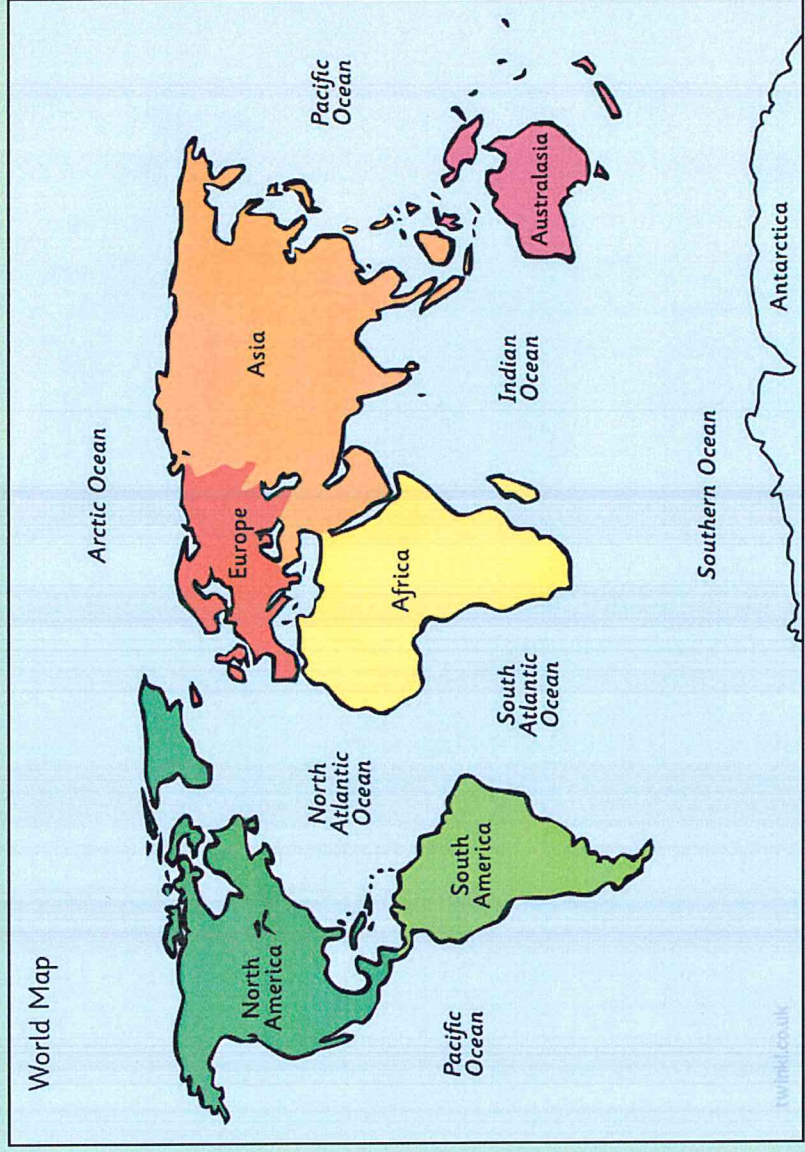 World Map
Arctic Ocean
North
America
Europe
Asia
Pacific
Ocean
North
Atlantic
Ocean
Africa
Pacific
Ocean
South
America
South
Atlantic
Ocean
Indian
Ocean
Australasia
Southern Ocean
Antarctica
twinkl.co.uk